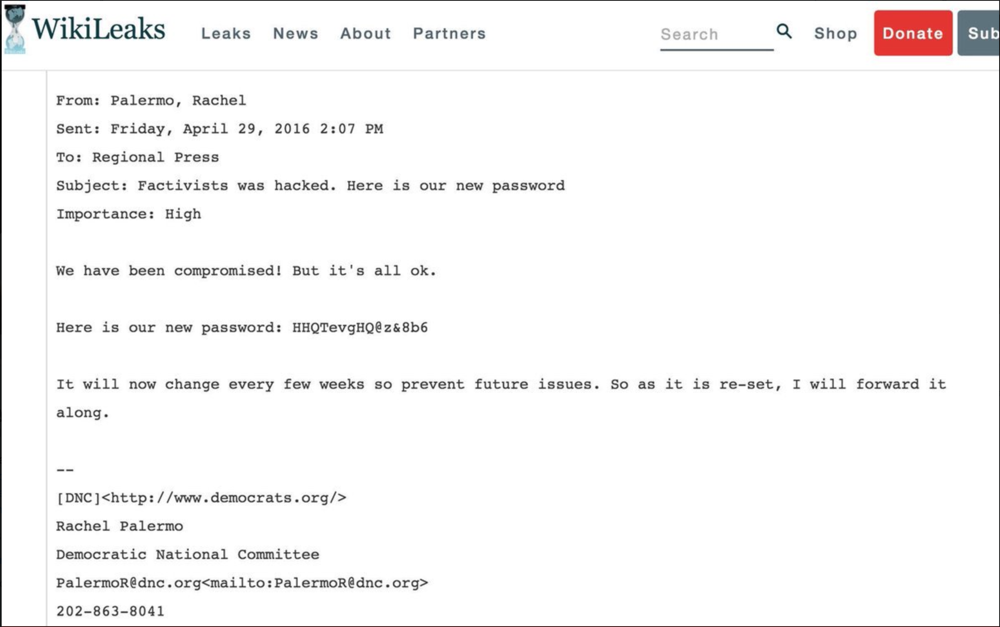 WikiLeaks Leaks News About Partners Search Shop Donate Sub
From: Palermo, Rachel
Sent: Friday, April 29, 2016 2:07 PM
To: Regional Press
Subject: Factivists was hacked. Here is our new password
Importance: High
We have been compromised! But it's all ok.
Here is our new password: HHQTevgHQ@z&8b6
It will now change every few weeks so prevent future issues. So as it is re-set, I will forward it
along.
--
[DNC]<http://www.democrats.org/>
Rachel Palermo
Democratic National Committee
PalermoR@dnc.org<mailto:PalermoR@dnc.org>
202-863-8041